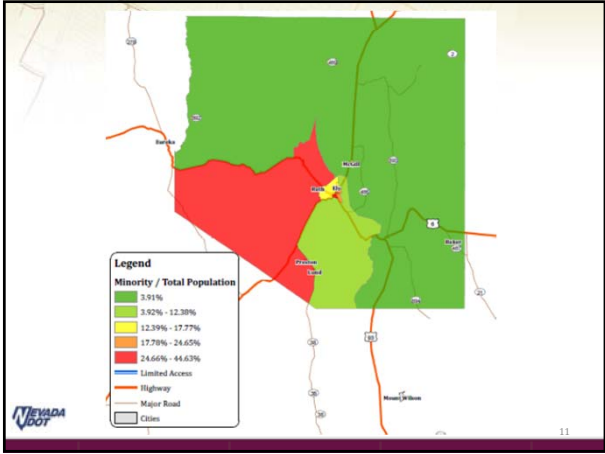 Eureka
McGill
Ruth Ely
6
Baker
Preston
Lund
93
Mount Wilson
Legend
Minority / Total Population
3.91%
3.92% - 12.38%
12.39% - 17.77%
17.78% - 24.65%
24.66% - 44.63%
Limited Access
Highway
Major Road
Cities
NEVADA
DOT
11